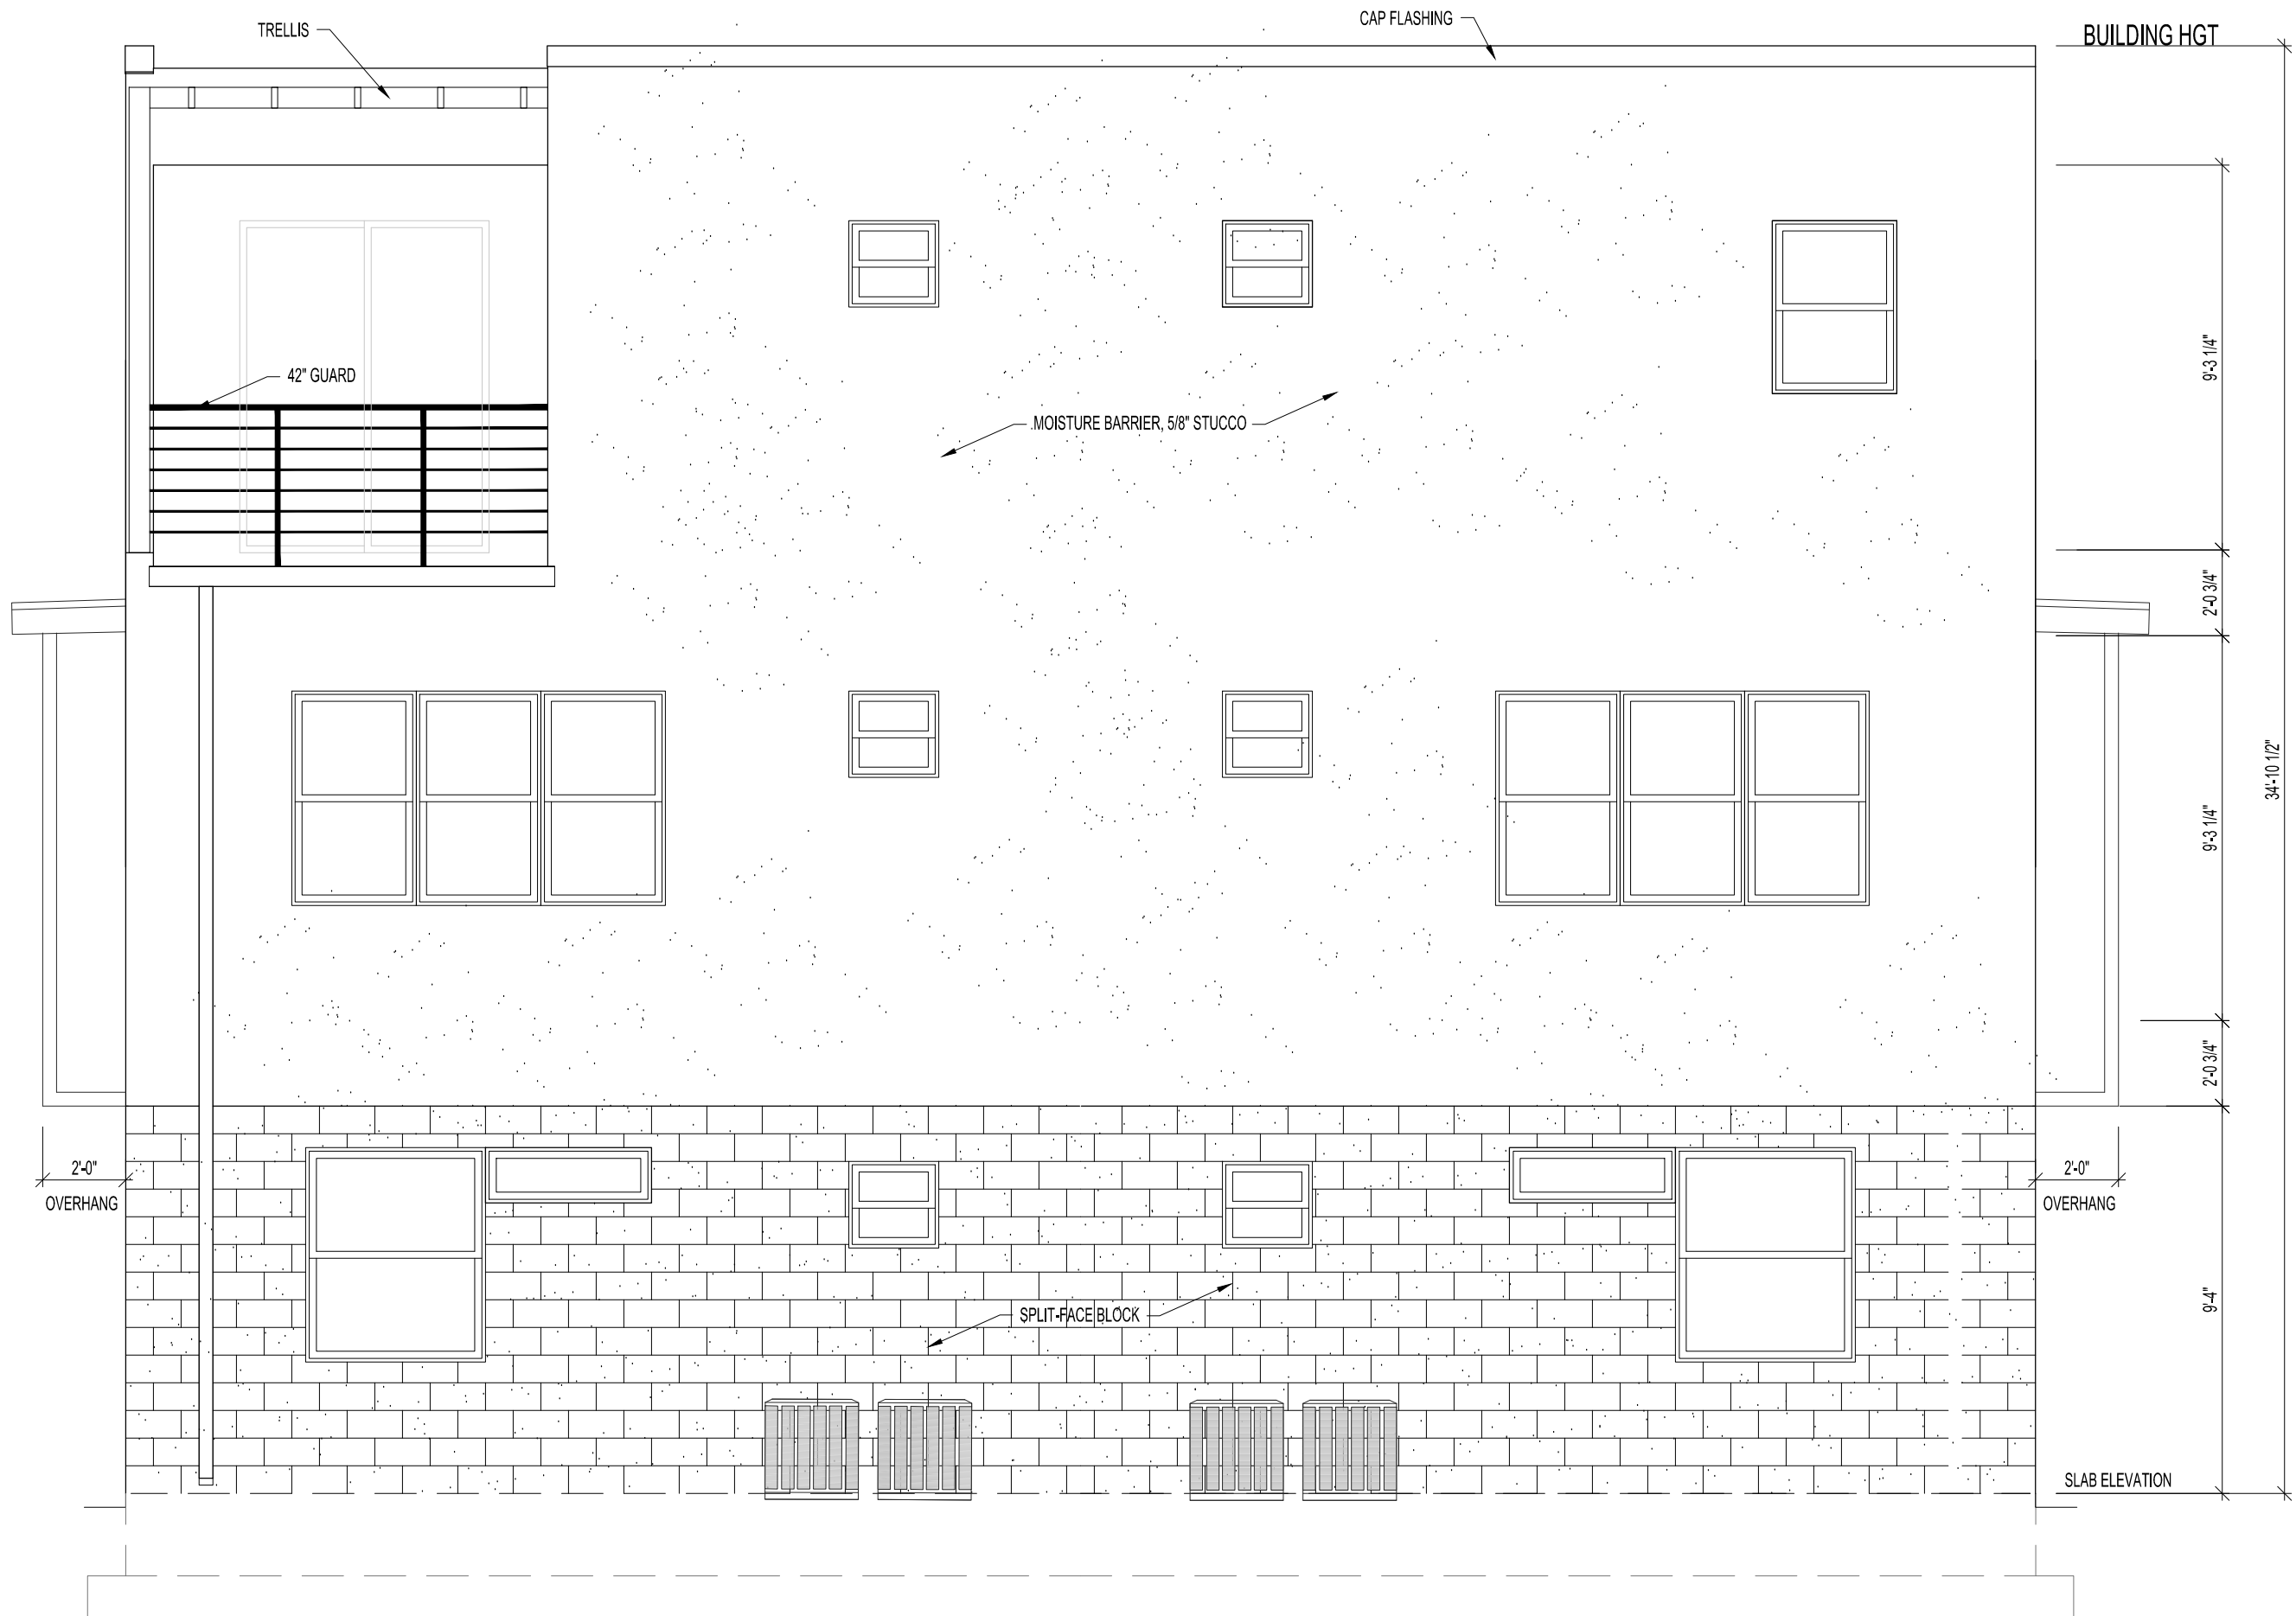 TRELLIS
CAP FLASHING
BUILDING HGT
42" GUARD
MOISTURE BARRIER, 5/8" STUCCO
9'-3 1/4"
2'-0 3/4"
34'-10 1/2"
9'-3 1/4"
2'-0 3/4"
2'-0"
OVERHANG
2'-0"
OVERHANG
SPLIT-FACE BLOCK
9'-4"
SLAB ELEVATION